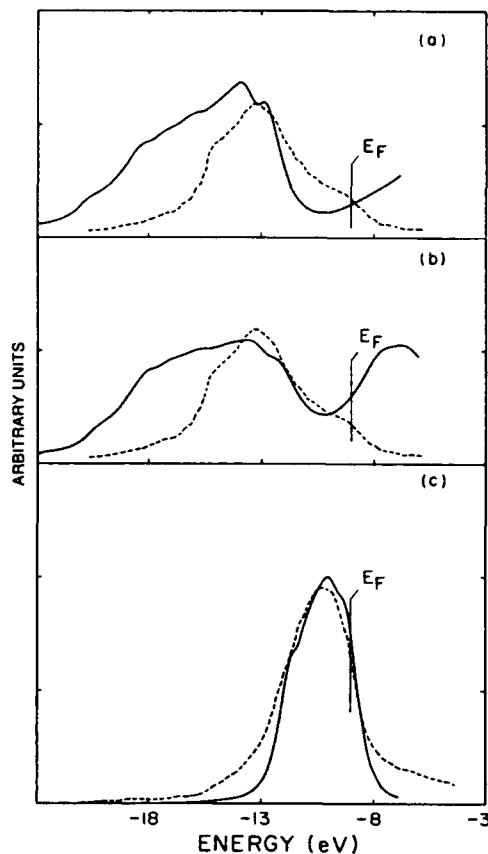 (a)
E_F
(b)
E_F
(c)
E_F
ARBITRARY UNITS
-18 -13 -8 -3
ENERGY (eV)